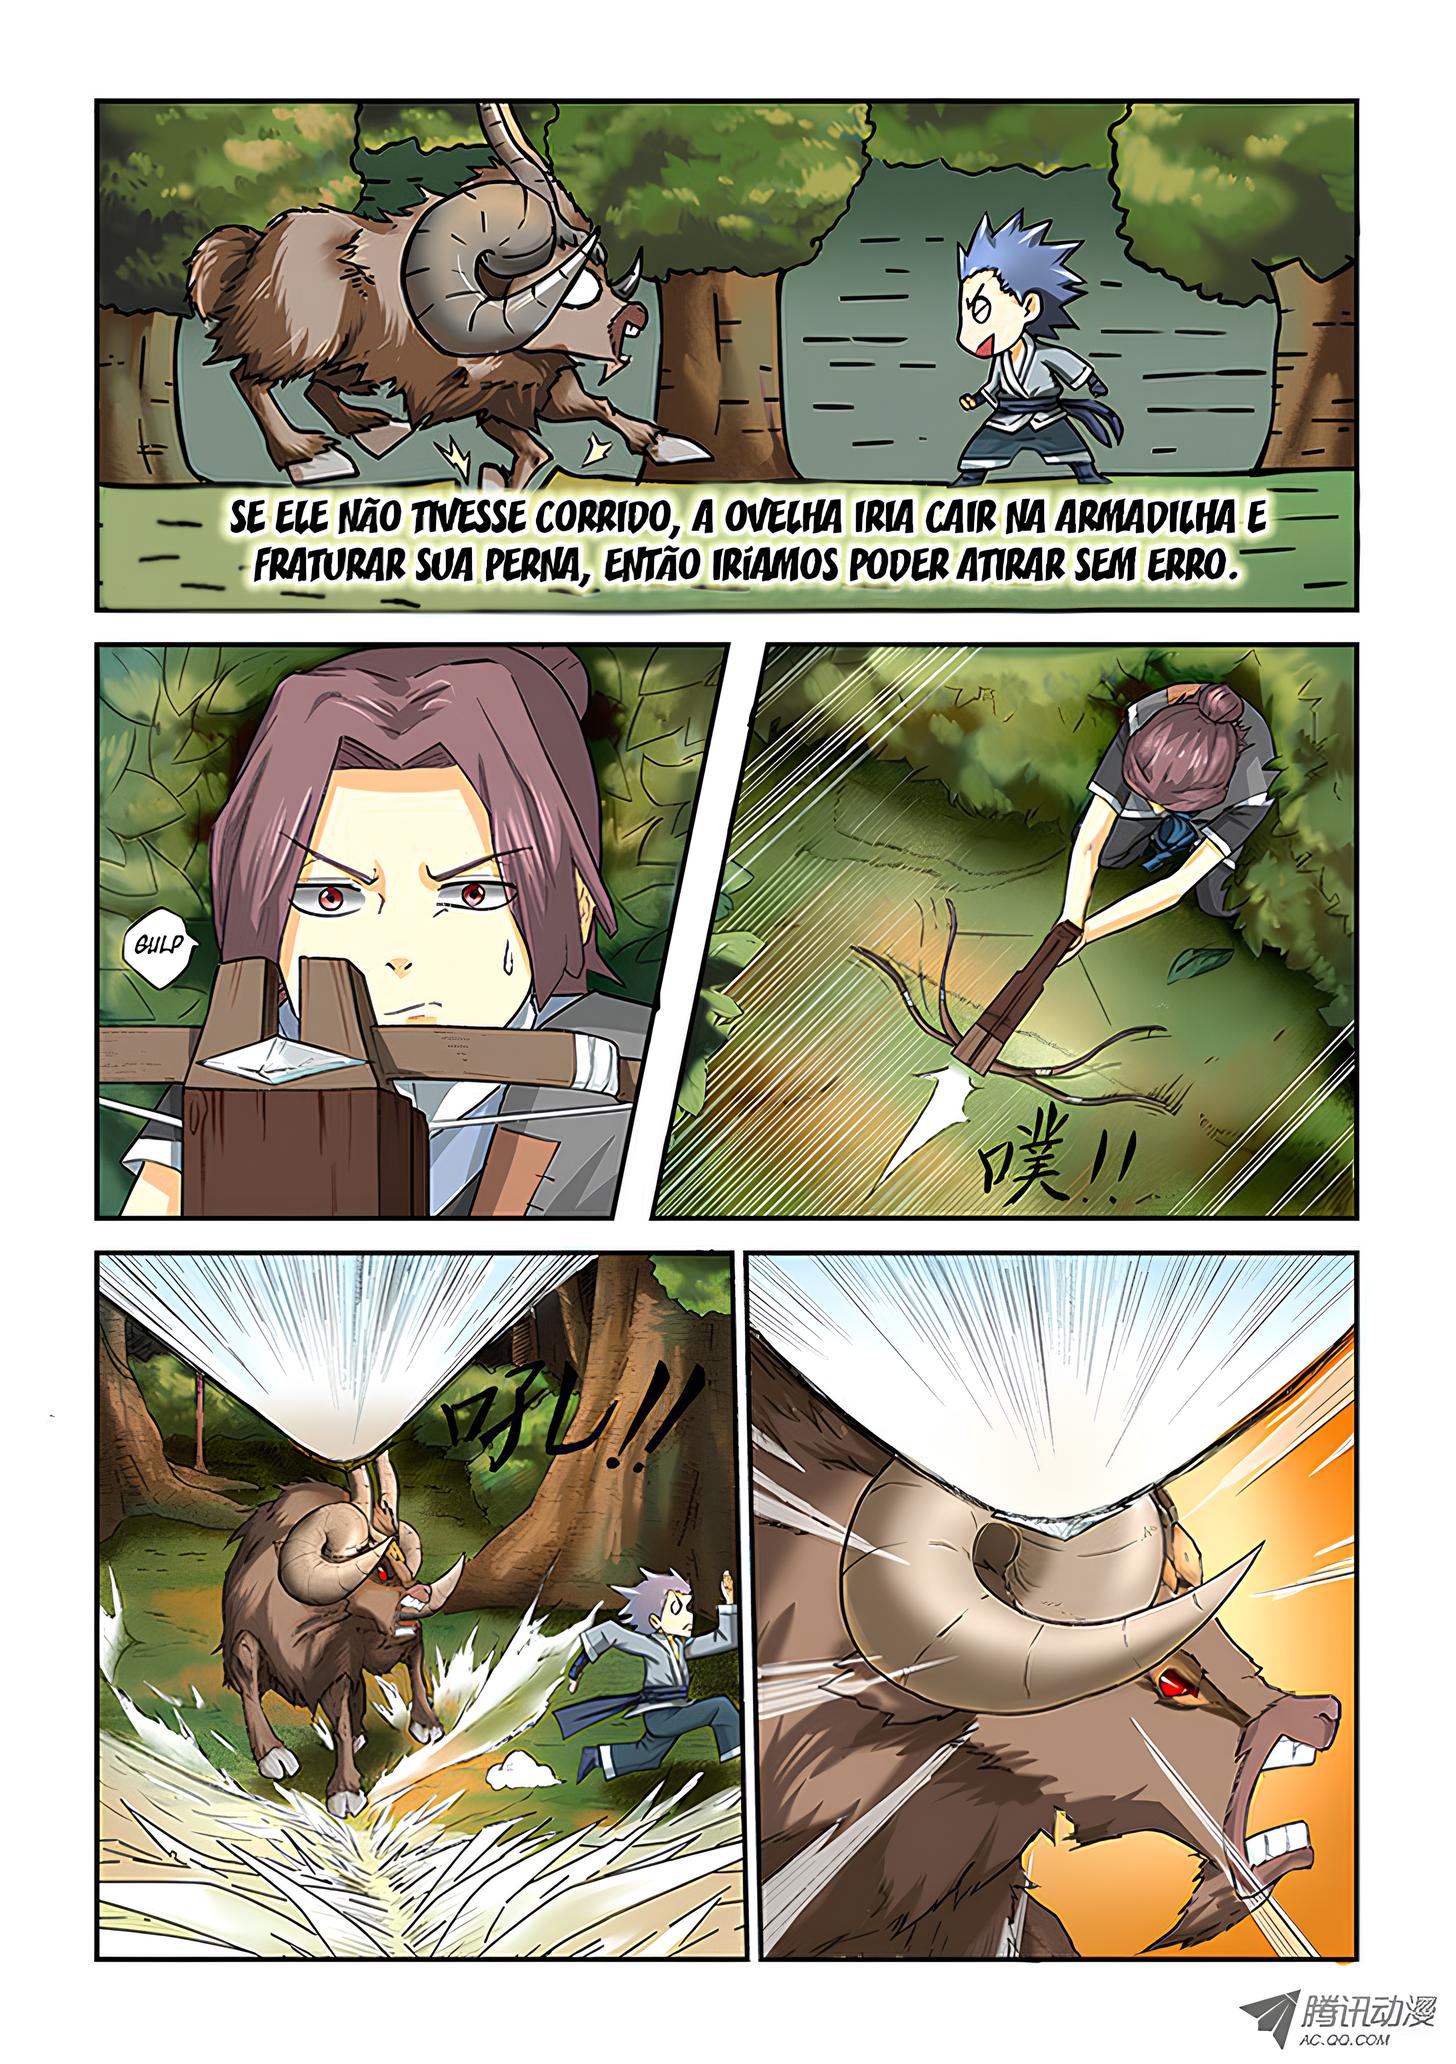 SE ELE NÃO TIVESSE CORRIDO, A OVELHA IRIA CAIR NA ARMADILHA E
FRATURAR SUA PERNA, ENTÃO IRÍAMOS PODER ATIRAR SEM ERRO.
GULP
噗!!
吼!!
腾讯动漫
AC.QQ.COM